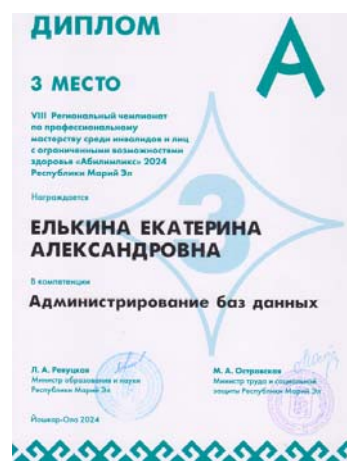 ДИПЛОМ
3 МЕСТО
VIII Региональный чемпионат
по профессиональному
мастерству среди инвалидов и лиц
с ограниченными возможностями
здоровья «Абилимпикс» 2024
Республики Марий Эл
Награждается
ЕЛЬКИНА ЕКАТЕРИНА
АЛЕКСАНДРОВНА
В компетенции
Администрирование баз данных
Л. А. Ревуцкая
Министр образования и науки
Республики Марий Эл
М. А. Островская
Министр труда и социальной
защиты Республики Марий Эл
Йошкар-Ола 2024
3